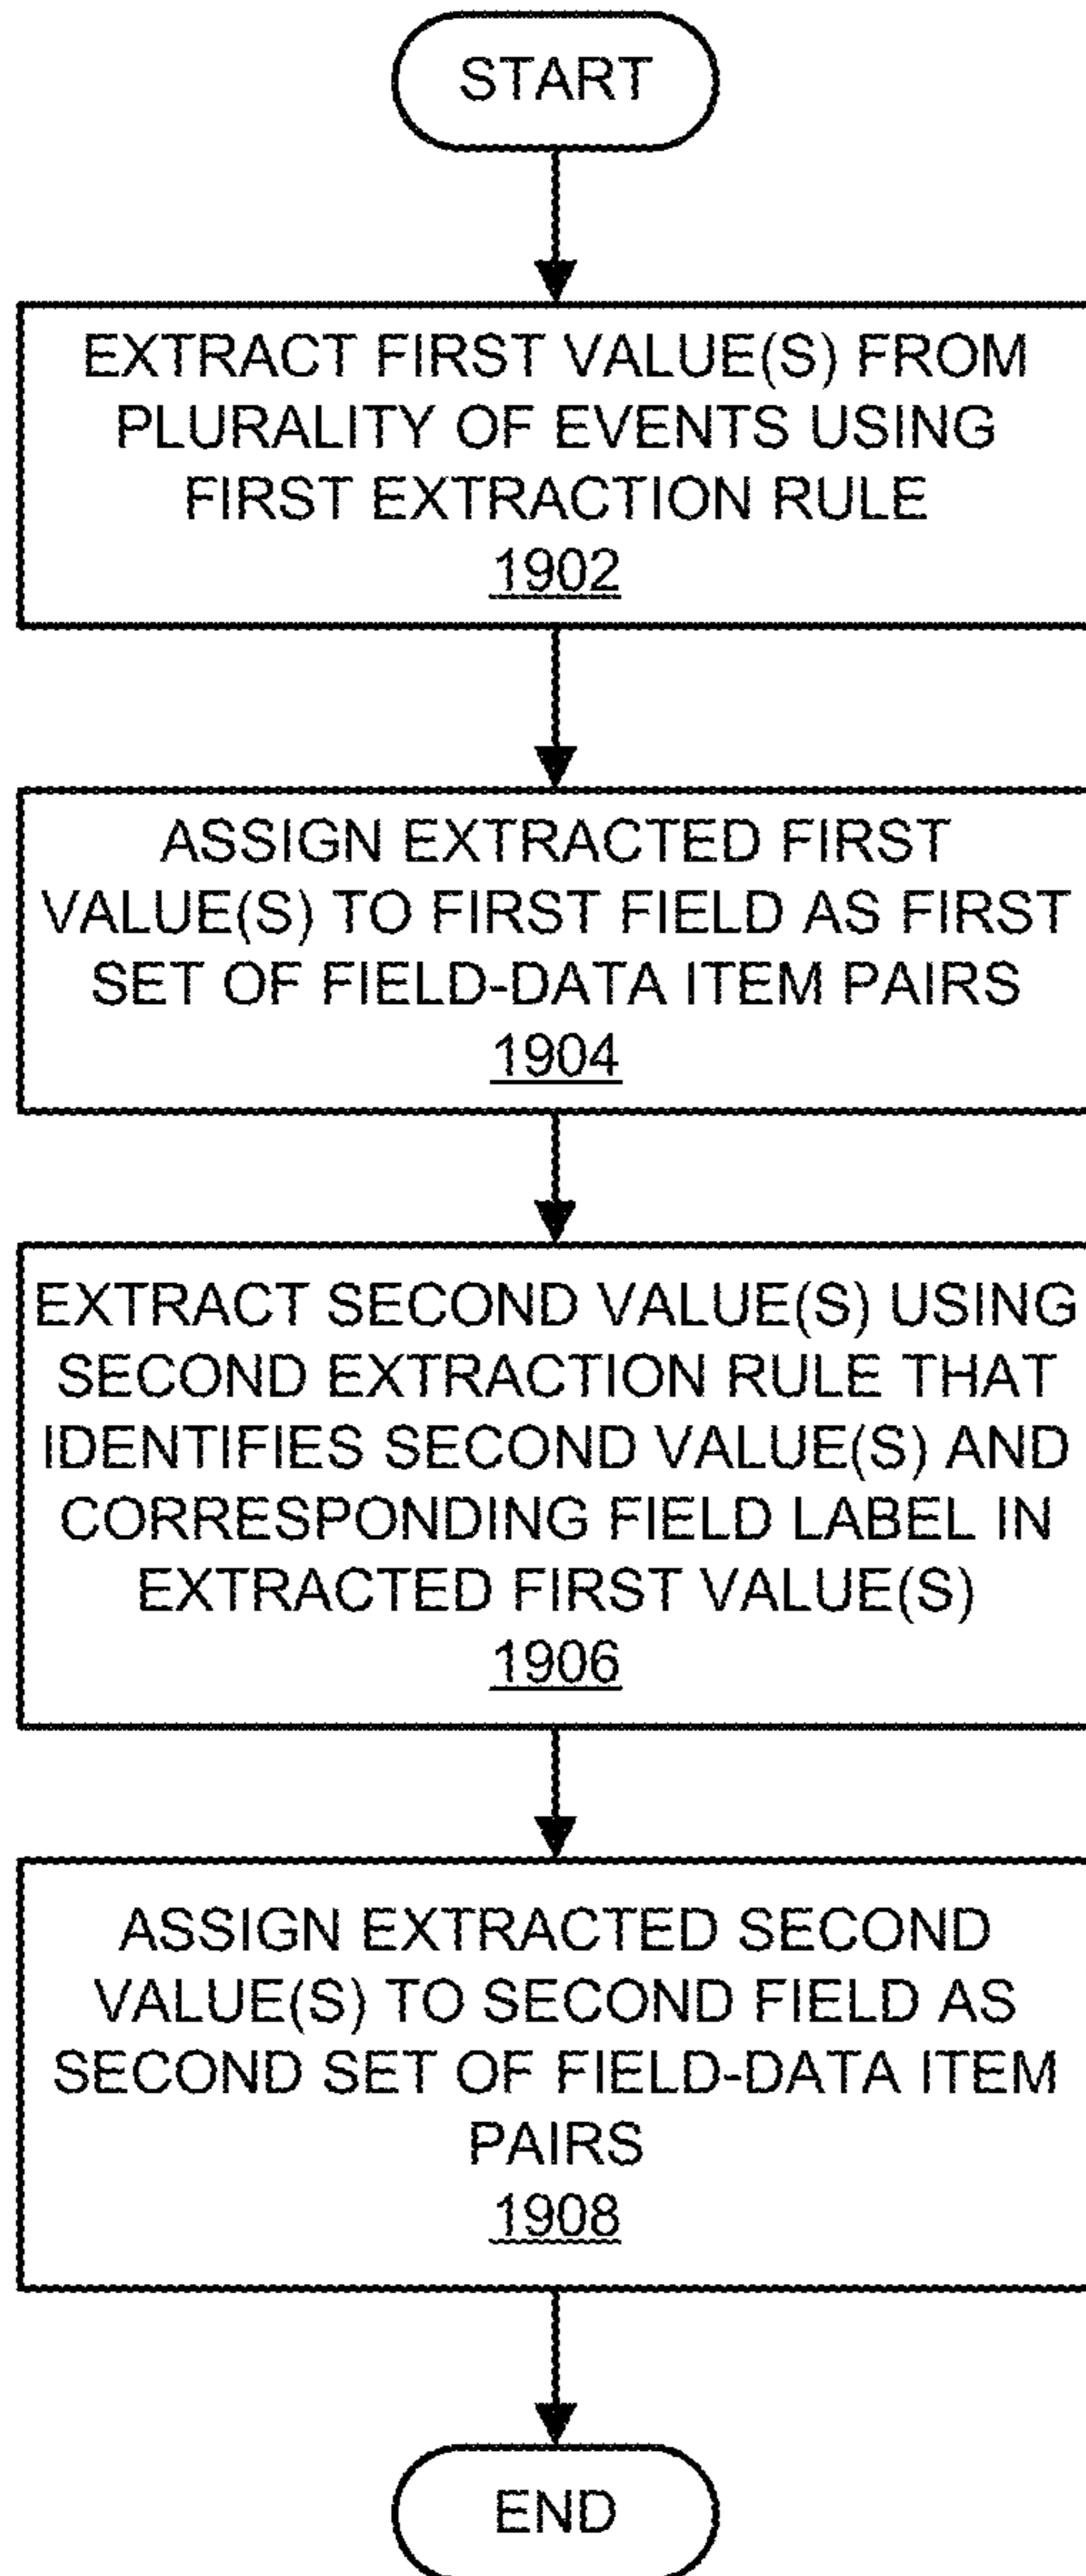 START
EXTRACT FIRST VALUE(S) FROM
PLURALITY OF EVENTS USING
FIRST EXTRACTION RULE
1902
ASSIGN EXTRACTED FIRST
VALUE(S) TO FIRST FIELD AS FIRST
SET OF FIELD-DATA ITEM PAIRS
1904
EXTRACT SECOND VALUE(S) USING
SECOND EXTRACTION RULE THAT
IDENTIFIES SECOND VALUE(S) AND
CORRESPONDING FIELD LABEL IN
EXTRACTED FIRST VALUE(S)
1906
ASSIGN EXTRACTED SECOND
VALUE(S) TO SECOND FIELD AS
SECOND SET OF FIELD-DATA ITEM
PAIRS
1908
END